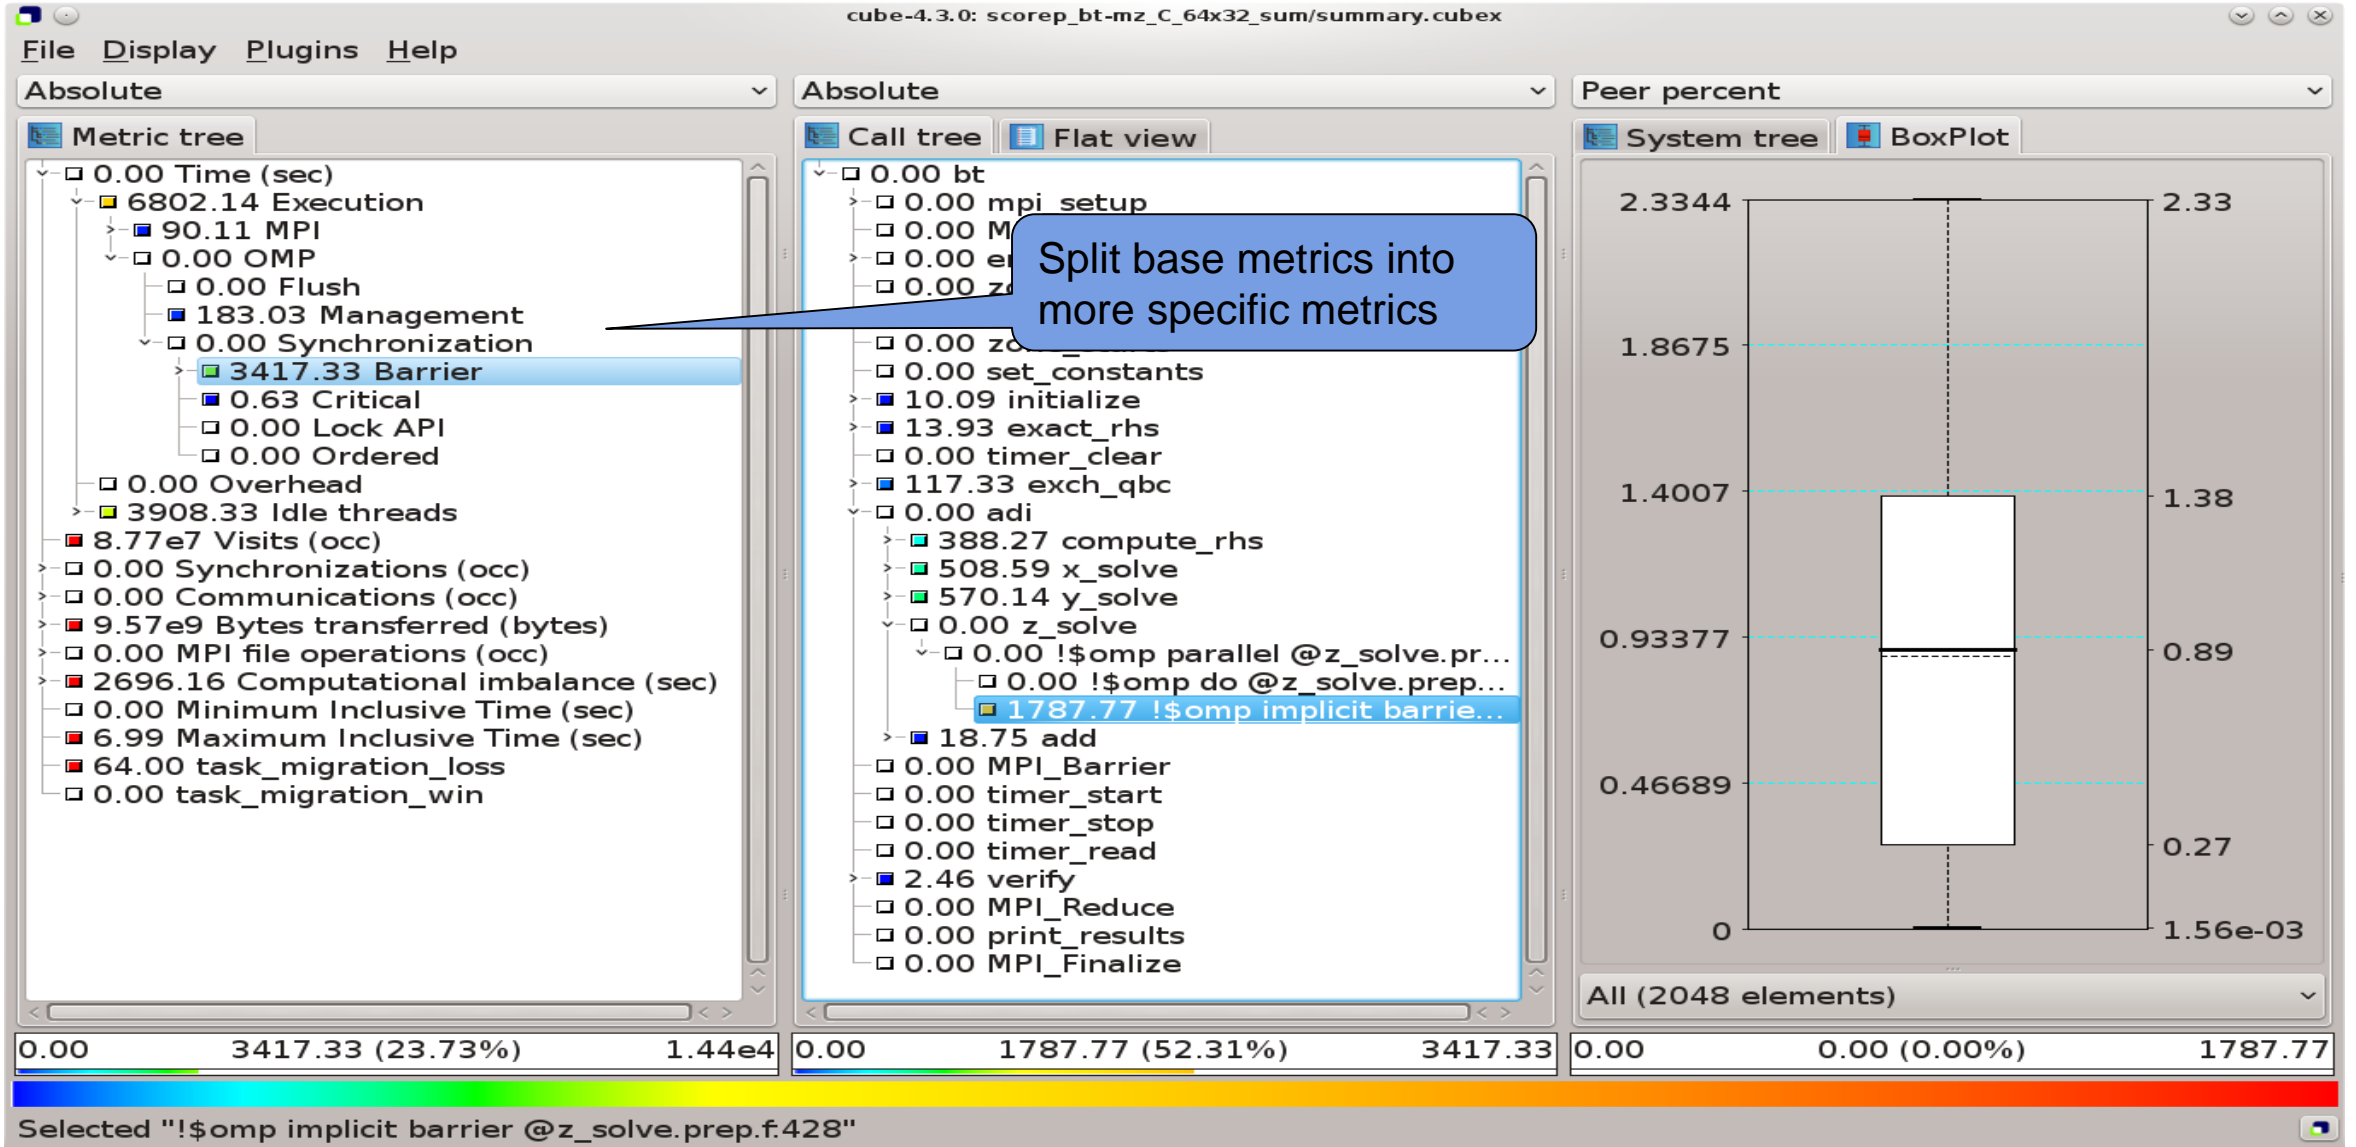 cube-4.3.0: scorep_bt-mz_C_64x32_sum/summary.cubex
File Display Plugins Help
Absolute
Metric tree
0.00 Time (sec)
6802.14 Execution
90.11 MPI
0.00 OMP
0.00 Flush
183.03 Management
0.00 Synchronization
3417.33 Barrier
0.63 Critical
0.00 Lock API
0.00 Ordered
0.00 Overhead
3908.33 Idle threads
8.77e7 Visits (occ)
0.00 Synchronizations (occ)
0.00 Communications (occ)
9.57e9 Bytes transferred (bytes)
0.00 MPI file operations (occ)
2696.16 Computational imbalance (sec)
0.00 Minimum Inclusive Time (sec)
6.99 Maximum Inclusive Time (sec)
64.00 task_migration_loss
0.00 task_migration_win
0.00 3417.33 (23.73%) 1.44e4
Absolute
Call tree Flat view
0.00 bt
0.00 mpi_setup
0.00
0.00
0.00
0.00
0.00 set_constants
10.09 initialize
13.93 exact_rhs
0.00 timer_clear
117.33 exch_qbc
0.00 adi
388.27 compute_rhs
508.59 x_solve
570.14 y_solve
0.00 z_solve
0.00 !$omp parallel @z_solve.pr...
0.00 !$omp do @z_solve.prep...
1787.77 !$omp implicit barrie...
18.75 add
0.00 MPI_Barrier
0.00 timer_start
0.00 timer_stop
0.00 timer_read
2.46 verify
0.00 MPI_Reduce
0.00 print_results
0.00 MPI_Finalize
0.00 1787.77 (52.31%) 3417.33
Split base metrics into
more specific metrics
Peer percent
System tree BoxPlot
2.3344 2.33
1.8675
1.4007 1.38
0.93377 0.89
0.46689
0.27
0 1.56e-03
All (2048 elements)
0.00 0.00 (0.00%) 1787.77
Selected "!$omp implicit barrier @z_solve.prep.f:428"